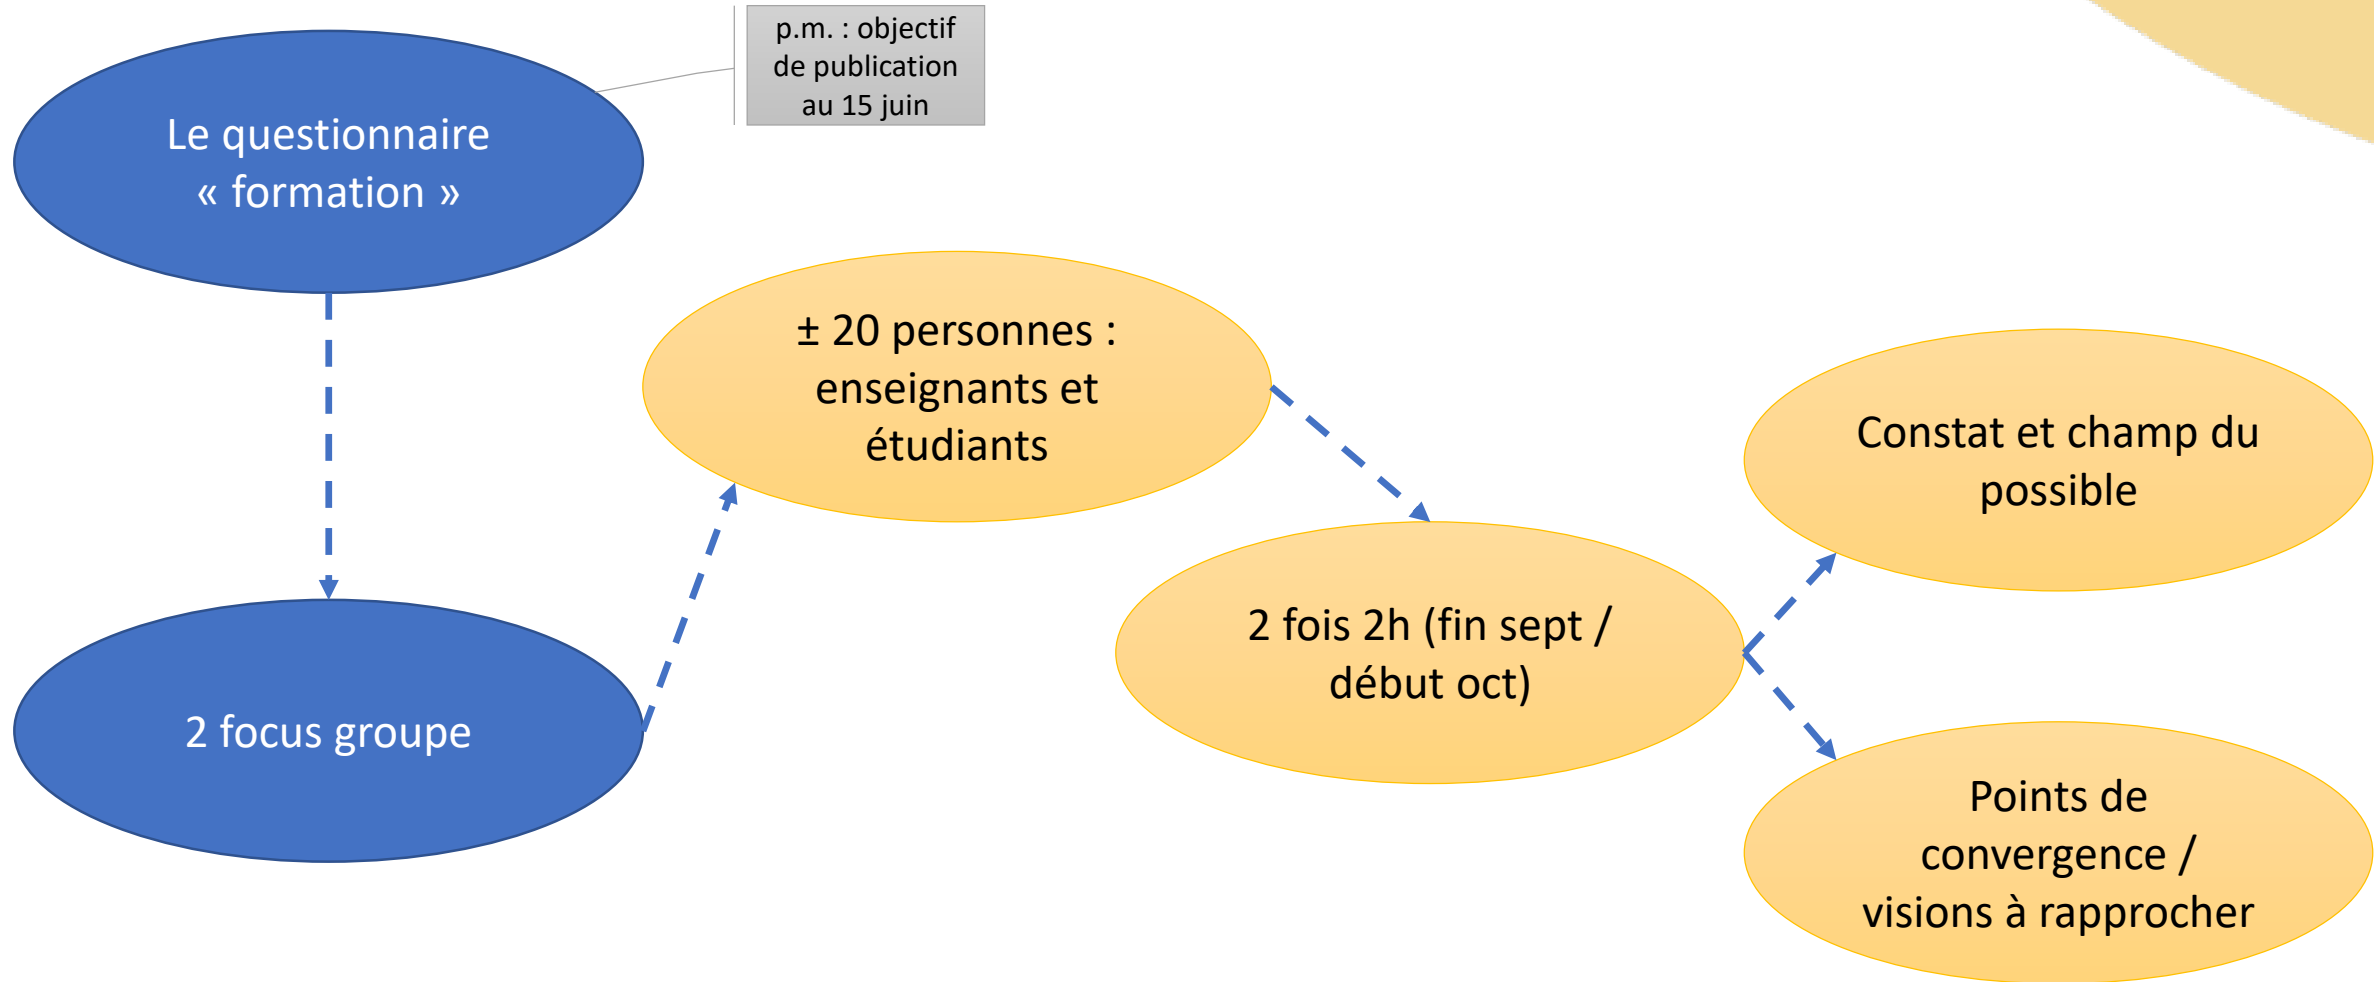 p.m. : objectif
de publication
au 15 juin
Le questionnaire
« formation »
± 20 personnes :
enseignants et
étudiants
Constat et champ du
possible
2 fois 2h (fin sept /
début oct)
2 focus groupe
Points de
convergence /
visions à rapprocher